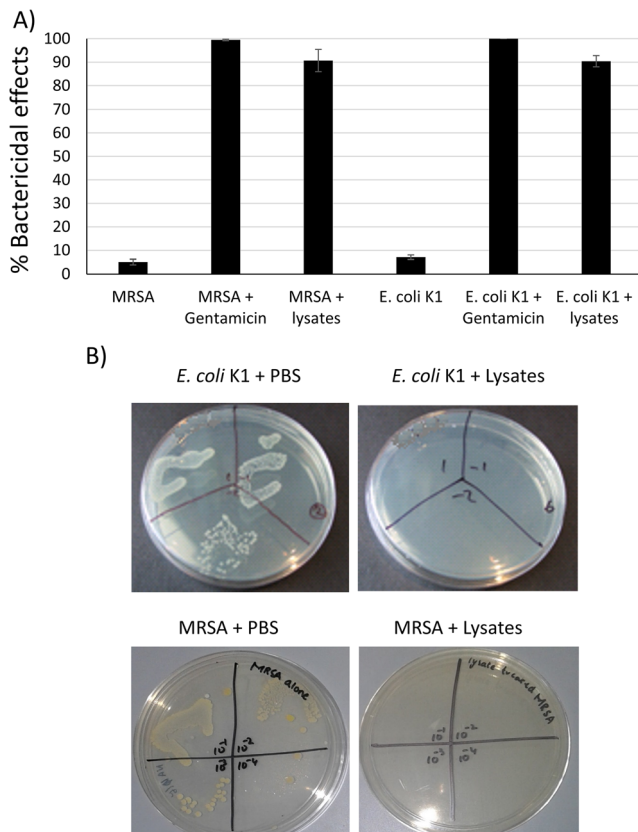 A)
% Bactericidal effects
100
90
80
70
60
50
40
30
20
10
0
MRSA
MRSA +
Gentamicin
MRSA +
lysates
E. coli K1
E. coli K1 +
Gentamicin
E. coli K1 +
lysates
B)
E. coli K1 + PBS
E. coli K1 + Lysates
2
1 -1
-2
6
MRSA + PBS
MRSA + Lysates
MRSA alone
10⁻¹ 10⁻²
10⁻³ 10⁻⁴
MRSA
10⁻¹ 10⁻²
10⁻³ 10⁻⁴